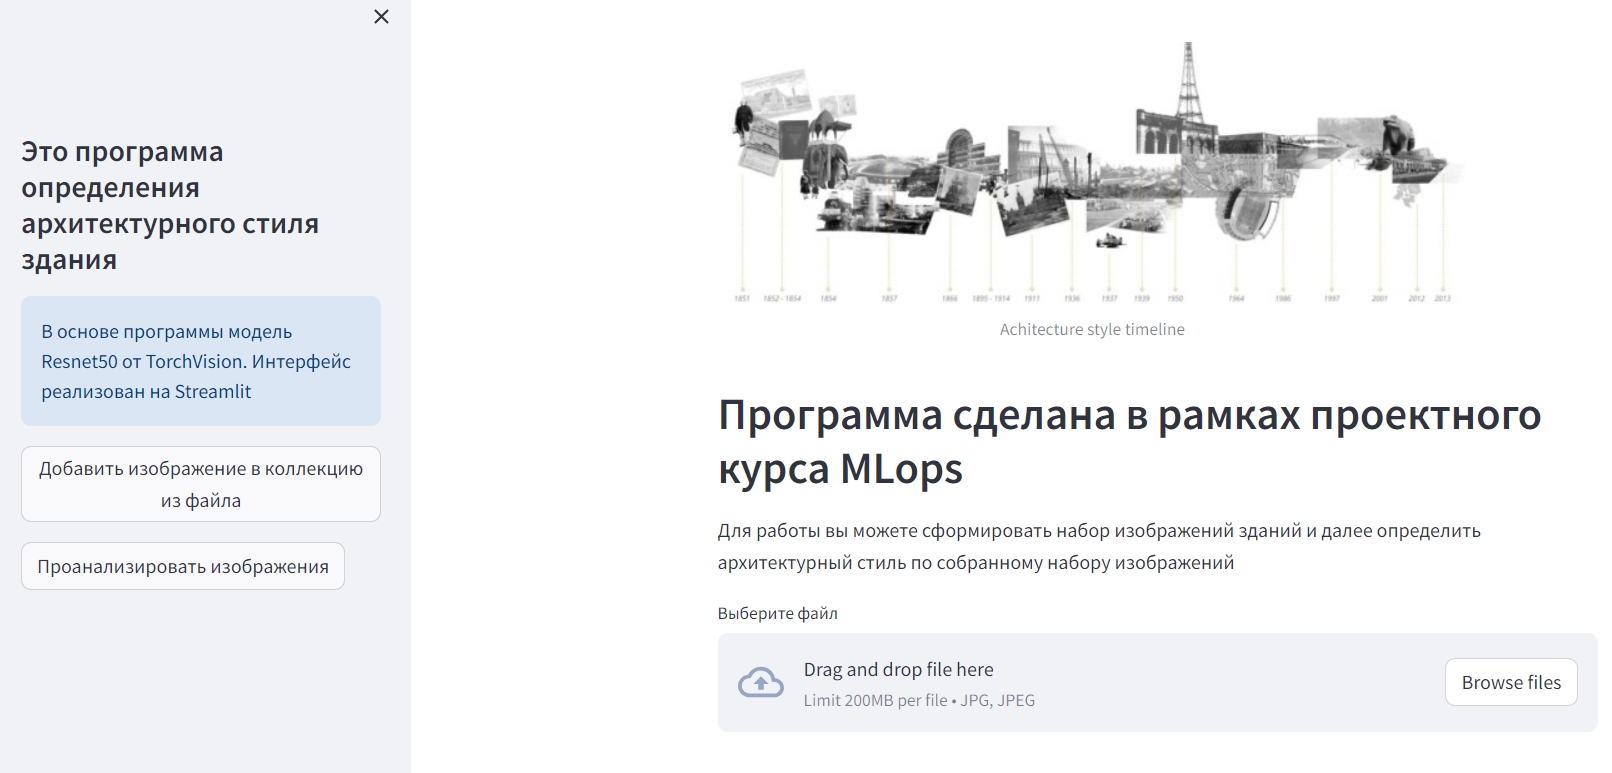 Это программа
определения
архитектурного стиля
здания
В основе программы модель
Resnet50 от TorchVision. Интерфейс
реализован на Streamlit
Добавить изображение в коллекцию
из файла
Проанализировать изображения
1851 1852 - 1854 1854 1857 1866 1895 - 1914 1911 1936 1937 1939 1950 1964 1986 1997 2001 2012 2013
Achitecture style timeline
Программа сделана в рамках проектного
курса MLops
Для работы вы можете сформировать набор изображений зданий и далее определить
архитектурный стиль по собранному набору изображений
Выберите файл
Drag and drop file here
Limit 200MB per file • JPG, JPEG
Browse files